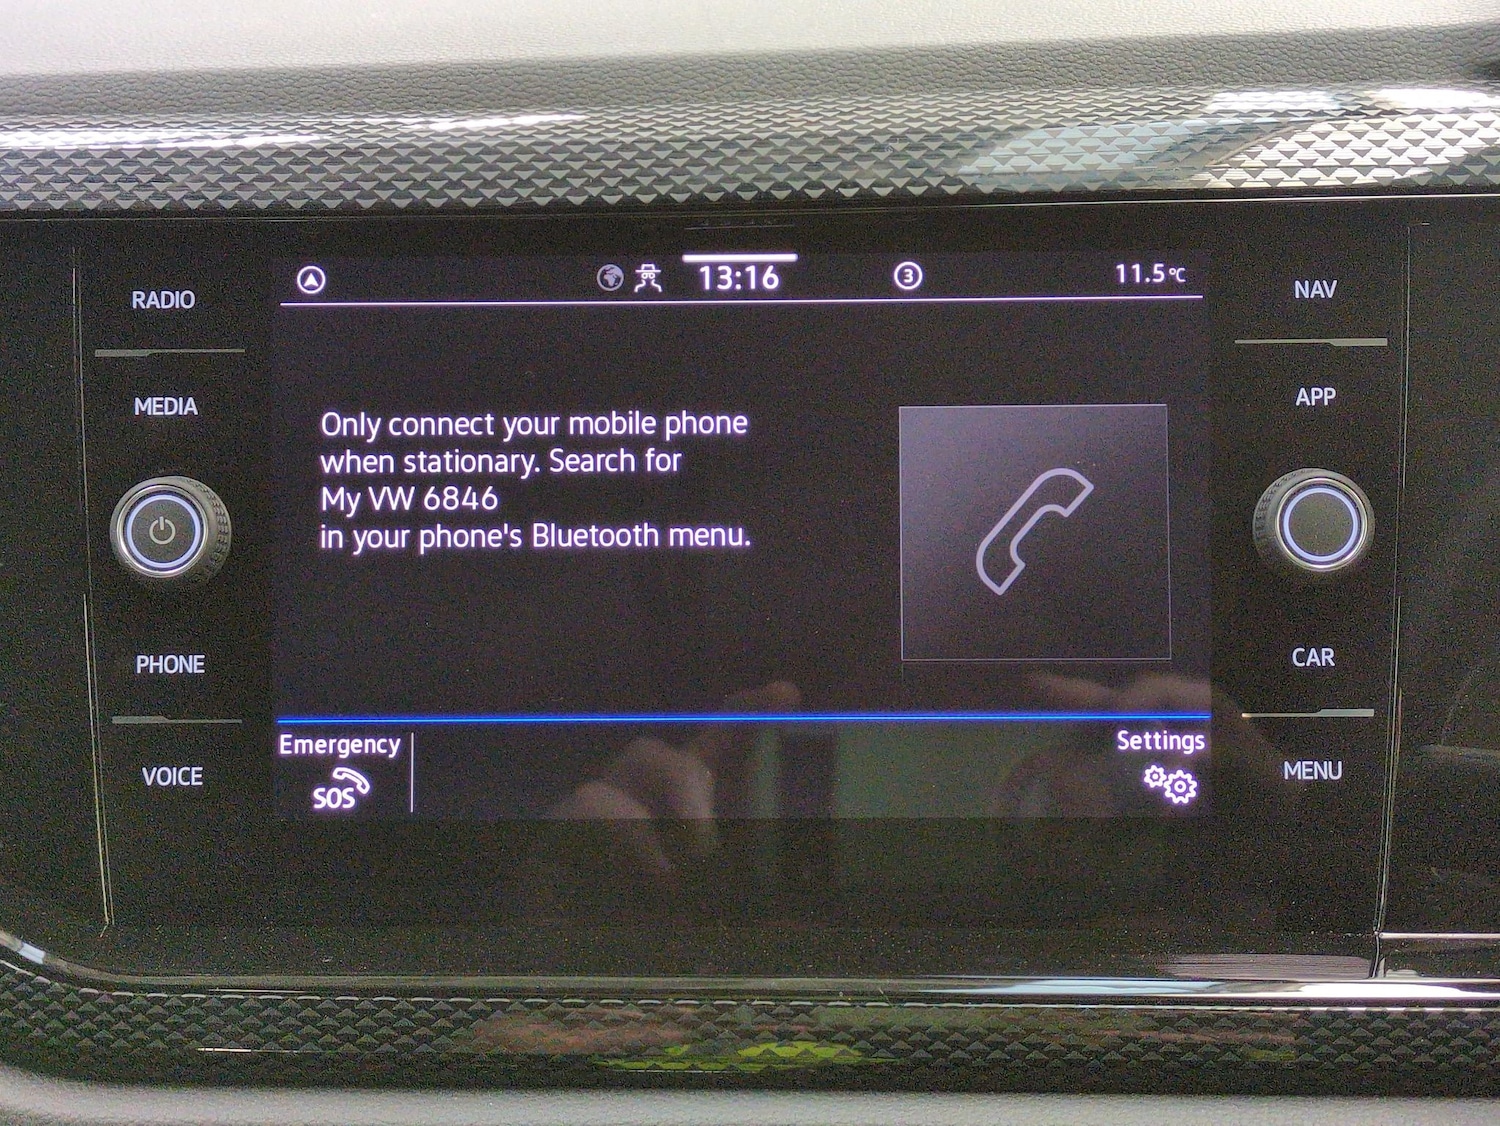 RADIO
MEDIA
PHONE
VOICE
13:16
3
11.5°C
Only connect your mobile phone
when stationary. Search for
My VW 6846
in your phone's Bluetooth menu.
Emergency
SOS
Settings
NAV
APP
CAR
MENU